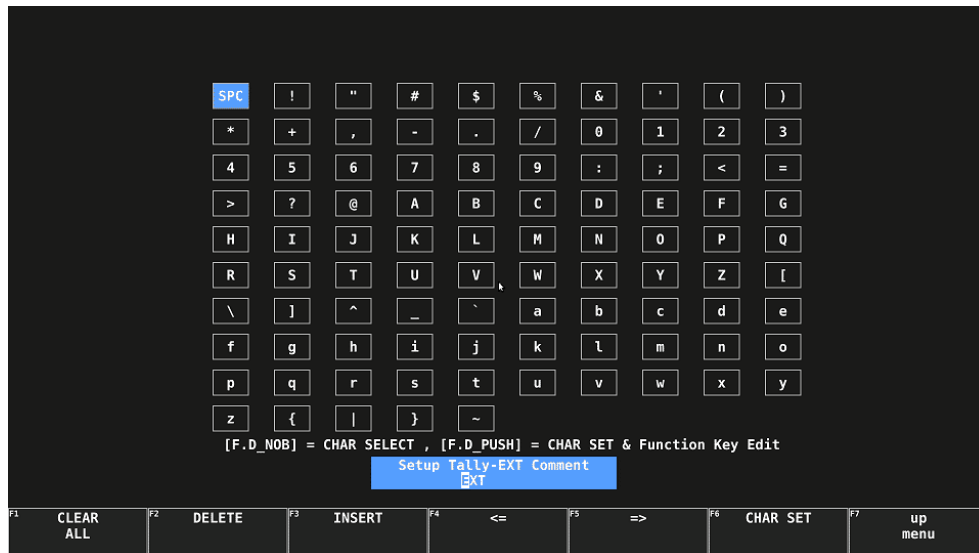 SPC ! " # $ % & ' ( )
* + , - . / 0 1 2 3
4 5 6 7 8 9 : ; < =
> ? @ A B C D E F G
H I J K L M N O P Q
R S T U V W X Y Z [
\ ] ^ _ ` a b c d e
f g h i j k l m n o
p q r s t u v w x y
z { | } ~
[F.D_NOB] = CHAR SELECT , [F.D_PUSH] = CHAR SET & Function Key Edit
Setup Tally-EXT Comment
EXT
F1 CLEAR ALL
F2 DELETE
F3 INSERT
F4 <=
F5 =>
F6 CHAR SET
F7 up menu